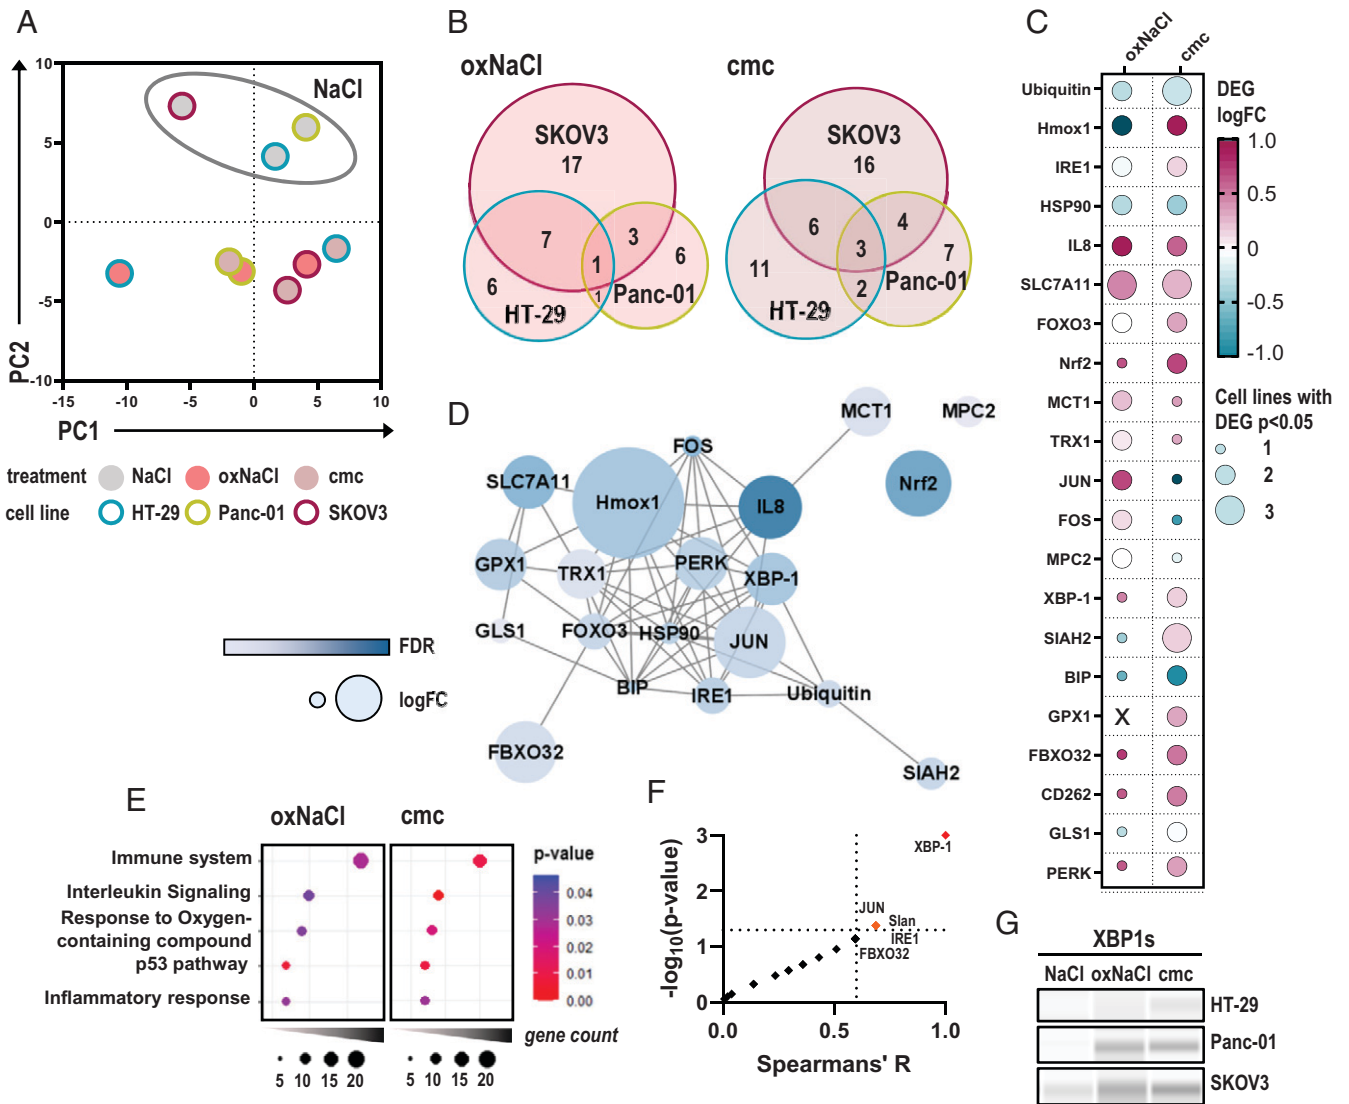 A
10
5
0
-5
-10
-15
-10
-5
0
5
10
NaCl
PC2
PC1
treatment NaCl oxNaCl cmc
cell line HT-29 Panc-01 SKOV3
B
oxNaCl
SKOV3
17
7
3
6
1
6
1
HT-29
Panc-01
cmc
SKOV3
16
6
4
3
7
11
2
HT-29
Panc-01
C
oxNaCl
cmc
Ubiquitin
Hmox1
IRE1
HSP90
IL8
SLC7A11
FOXO3
Nrf2
MCT1
TRX1
JUN
FOS
MPC2
XBP-1
SIAH2
BIP
GPX1 X
FBXO32
CD262
GLS1
PERK
DEG
logFC
1.0
0.5
0
-0.5
-1.0
Cell lines with
DEG p<0.05
1
2
3
D
MCT1
MPC2
FOS
SLC7A11
Hmox1
IL8
Nrf2
GPX1
TRX1
PERK
XBP-1
GLS1
FOXO3
HSP90
JUN
BIP
IRE1
Ubiquitin
FBXO32
SIAH2
FDR
logFC
E
oxNaCl
cmc
Immune system
Interleukin Signaling
Response to Oxygen-
containing compound
p53 pathway
Inflammatory response
p-value
0.04
0.03
0.02
0.01
0.00
gene count
5 10 15 20
5 10 15 20
F
-log10(p-value)
3
2
1
0
0.0
0.5
1.0
Spearmans' R
XBP-1
JUN
Slan
IRE1
FBXO32
G
XBP1s
NaCl oxNaCl cmc
HT-29
Panc-01
SKOV3